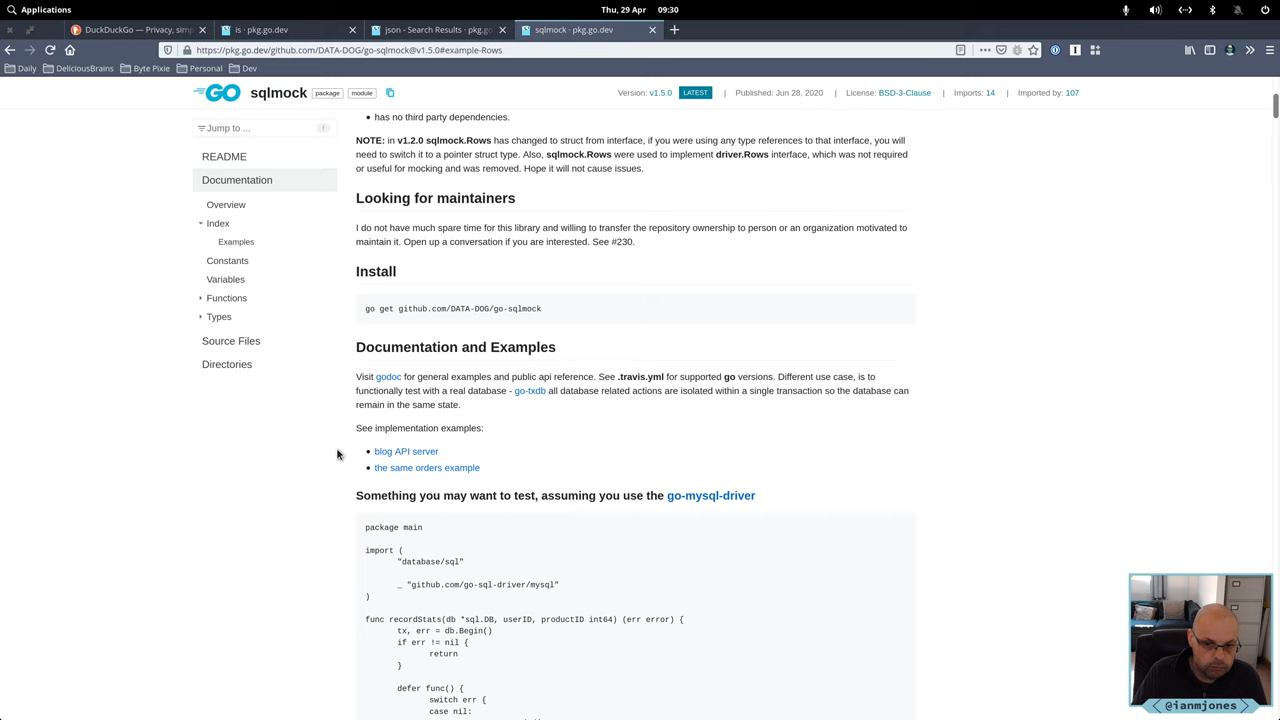 Applications
Thu, 29 Apr 09:30
DuckDuckGo — Privacy, simp
is · pkg.go.dev
json - Search Results · pkg.go
sqlmock · pkg.go.dev
https://pkg.go.dev/github.com/DATA-DOG/go-sqlmock@v1.5.0#example-Rows
Daily
DeliciousBrains
Byte Pixie
Personal
Dev
GO
sqlmock
package
module
Version: v1.5.0 LATEST | Published: Jun 28, 2020 | License: BSD-3-Clause | Imports: 14 | Imported by: 107
Jump to ...
README
Documentation
Overview
Index
Examples
Constants
Variables
Functions
Types
Source Files
Directories
has no third party dependencies.
NOTE: in v1.2.0 sqlmock.Rows has changed to struct from interface, if you were using any type references to that interface, you will
need to switch it to a pointer struct type. Also, sqlmock.Rows were used to implement driver.Rows interface, which was not required
or useful for mocking and was removed. Hope it will not cause issues.
Looking for maintainers
I do not have much spare time for this library and willing to transfer the repository ownership to person or an organization motivated to
maintain it. Open up a conversation if you are interested. See #230.
Install
go get github.com/DATA-DOG/go-sqlmock
Documentation and Examples
Visit godoc for general examples and public api reference. See .travis.yml for supported go versions. Different use case, is to
functionally test with a real database - go-txdb all database related actions are isolated within a single transaction so the database can
remain in the same state.
See implementation examples:
blog API server
the same orders example
Something you may want to test, assuming you use the go-mysql-driver
package main
import (
"database/sql"
_ "github.com/go-sql-driver/mysql"
)
func recordStats(db *sql.DB, userID, productID int64) (err error) {
tx, err = db.Begin()
if err != nil {
return
}
defer func() {
switch err {
case nil:
@ianmjones